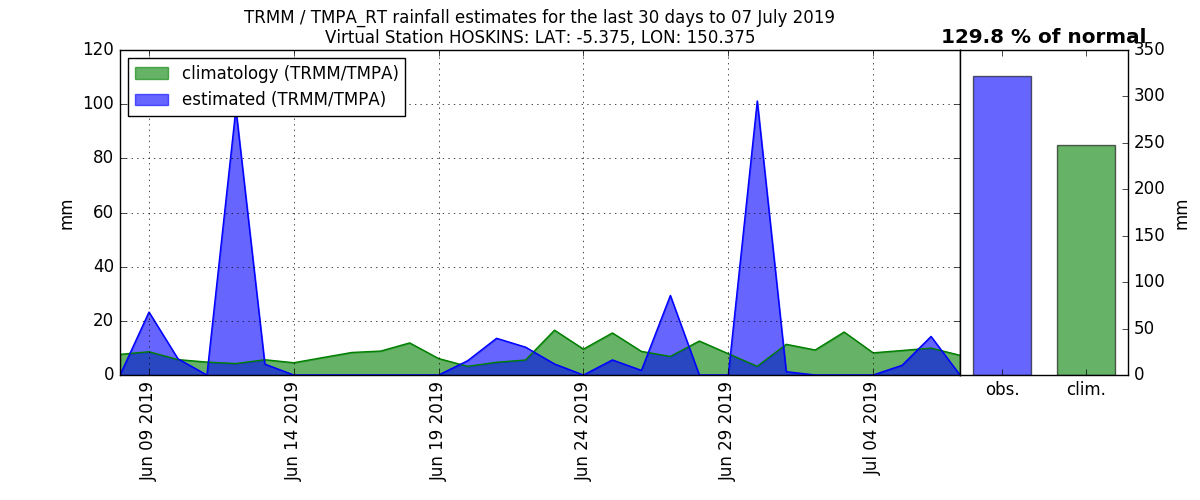 TRMM / TMPA_RT rainfall estimates for the last 30 days to 07 July 2019
Virtual Station HOSKINS: LAT: -5.375, LON: 150.375
129.8 % of normal
climatology (TRMM/TMPA)
estimated (TRMM/TMPA)
mm
120
100
80
60
40
20
0
Jun 09 2019
Jun 14 2019
Jun 19 2019
Jun 24 2019
Jun 29 2019
Jul 04 2019
obs.
clim.
350
300
250
200
150
100
50
0
mm